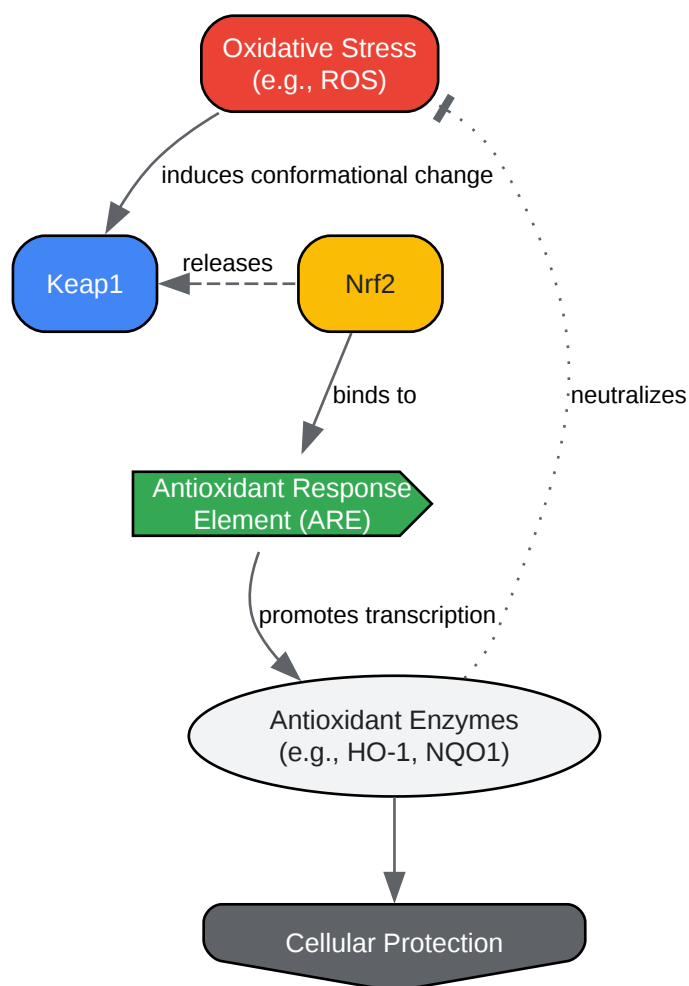 Oxidative Stress
(e.g., ROS)
induces conformational change
releases
Keap1
Nrf2
binds to
neutralizes
Antioxidant Response
Element (ARE)
promotes transcription
Antioxidant Enzymes
(e.g., HO-1, NQO1)
Cellular Protection